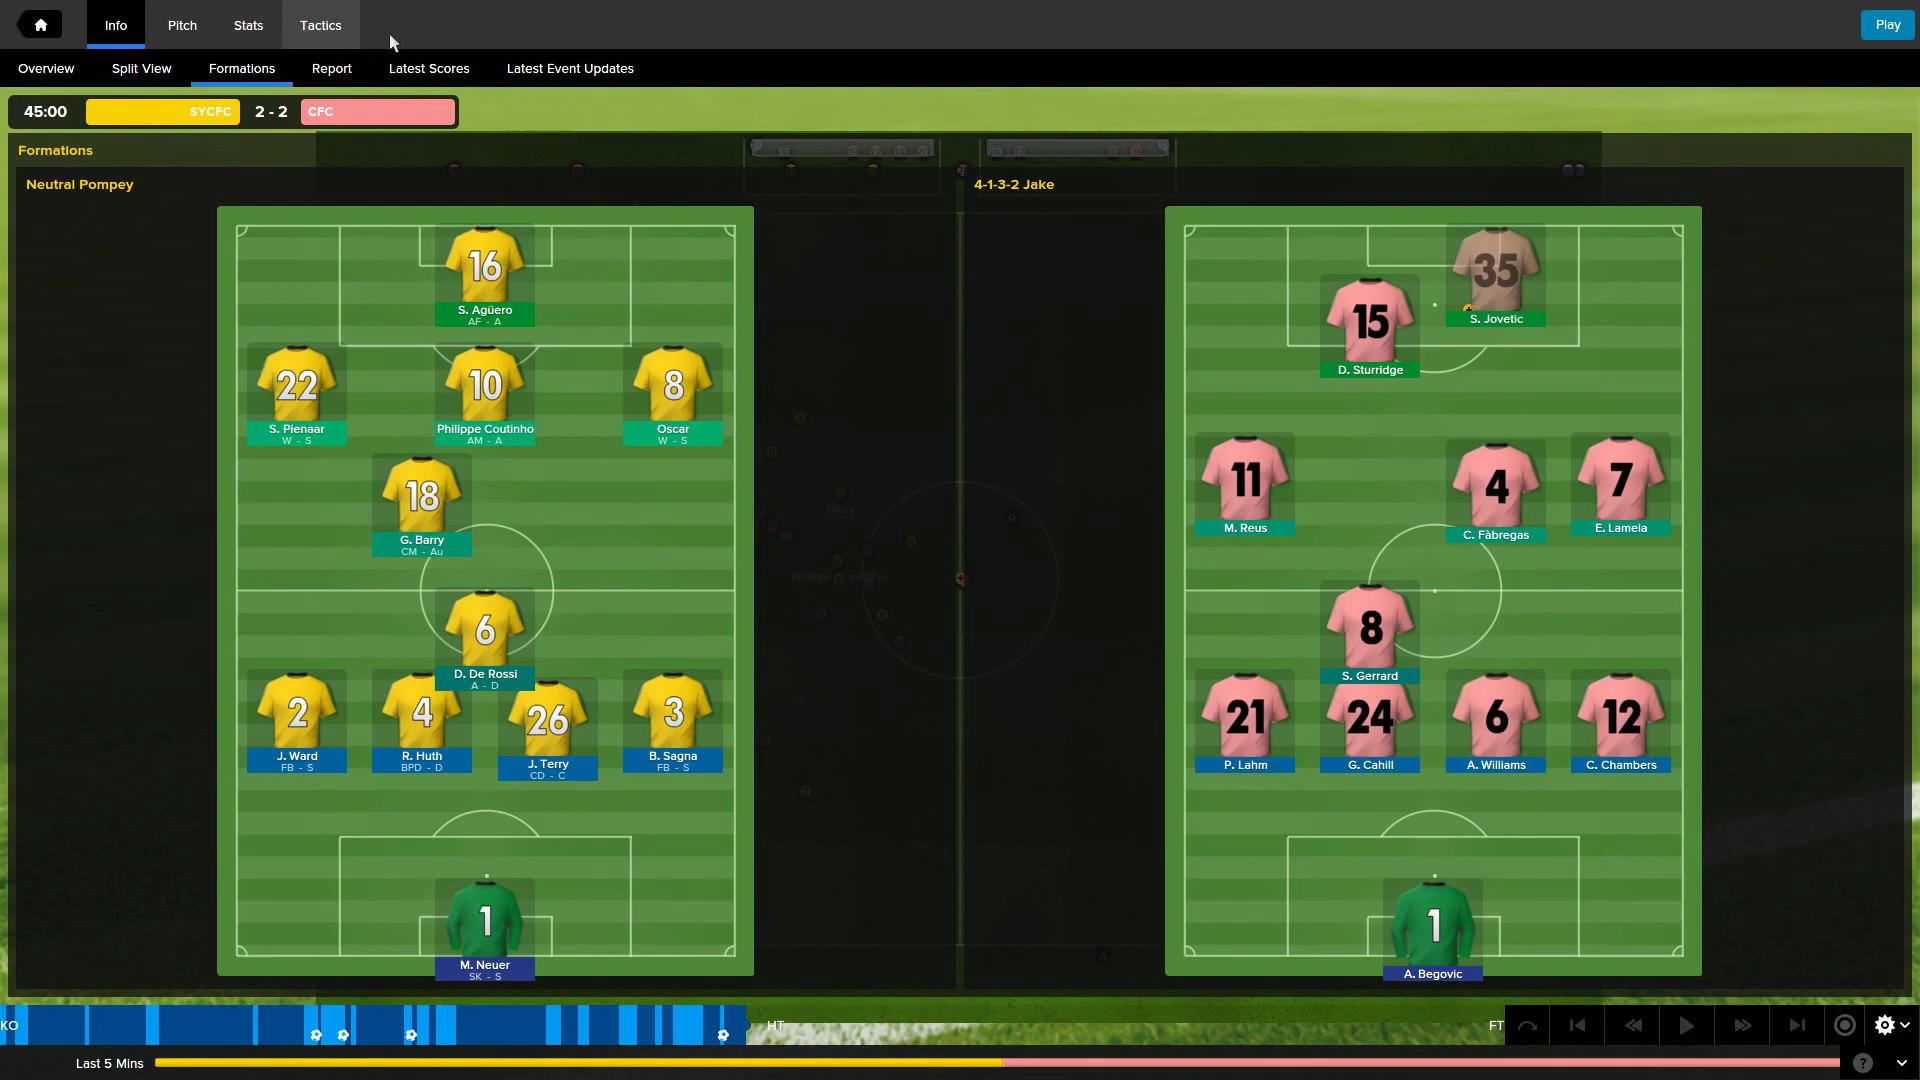 Info Pitch Stats Tactics Play
Overview Split View Formations Report Latest Scores Latest Event Updates
45:00 SYCFC 2 - 2 CFC
Formations
Neutral Pompey
16
S. Agüero
AF - A
22
S. Pienaar
W - S
10
Philippe Coutinho
AM - A
8
Oscar
W - S
18
G. Barry
CM - Au
6
D. De Rossi
A - D
2
J. Ward
FB - S
4
R. Huth
BPD - D
26
J. Terry
CD - C
3
B. Sagna
FB - S
1
M. Neuer
SK - S
Barry
4-1-3-2 Jake
35
S. Jovetic
15
D. Sturridge
11
M. Reus
4
C. Fàbregas
7
E. Lamela
8
S. Gerrard
21
P. Lahm
24
G. Cahill
6
A. Williams
12
C. Chambers
1
A. Begovic
KO HT FT
Last 5 Mins
?